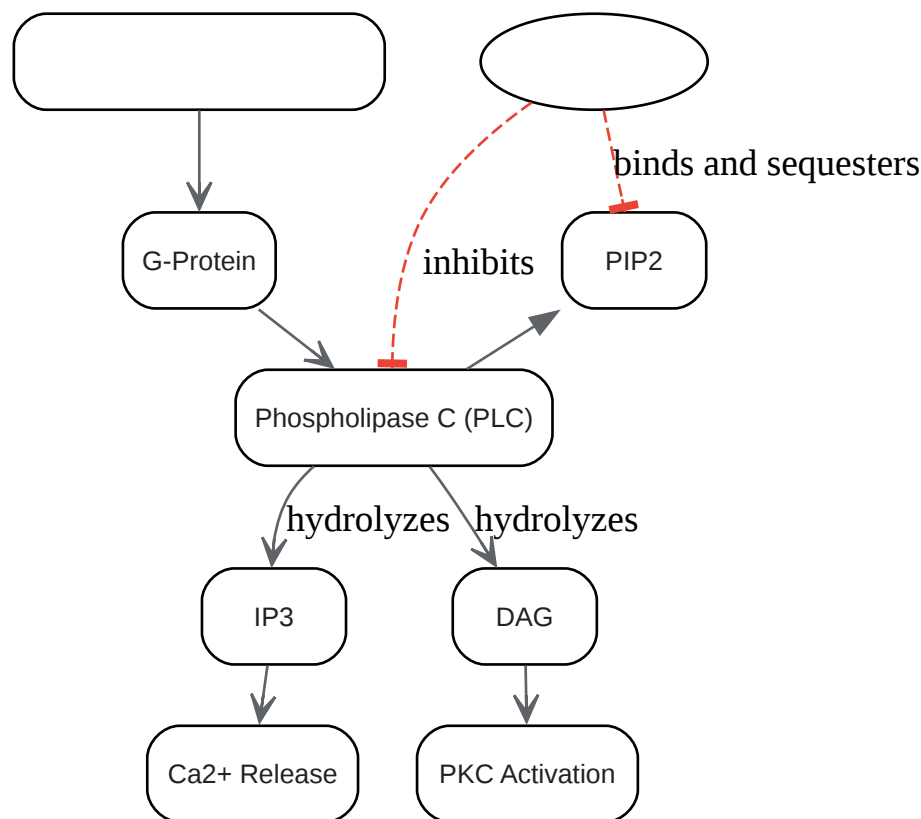 binds and sequesters
G-Protein
inhibits
PIP2
Phospholipase C (PLC)
hydrolyzes
hydrolyzes
IP3
DAG
Ca2+ Release
PKC Activation